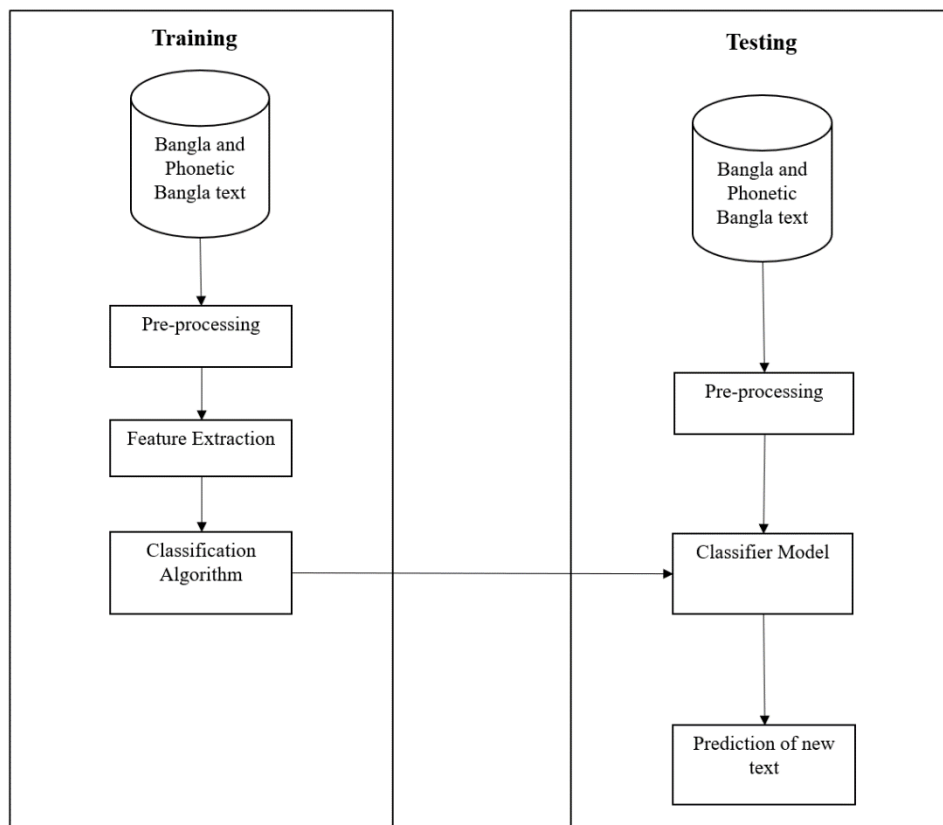 Training
Bangla and
Phonetic
Bangla text
Pre-processing
Feature Extraction
Classification
Algorithm
Testing
Bangla and
Phonetic
Bangla text
Pre-processing
Classifier Model
Prediction of new
text